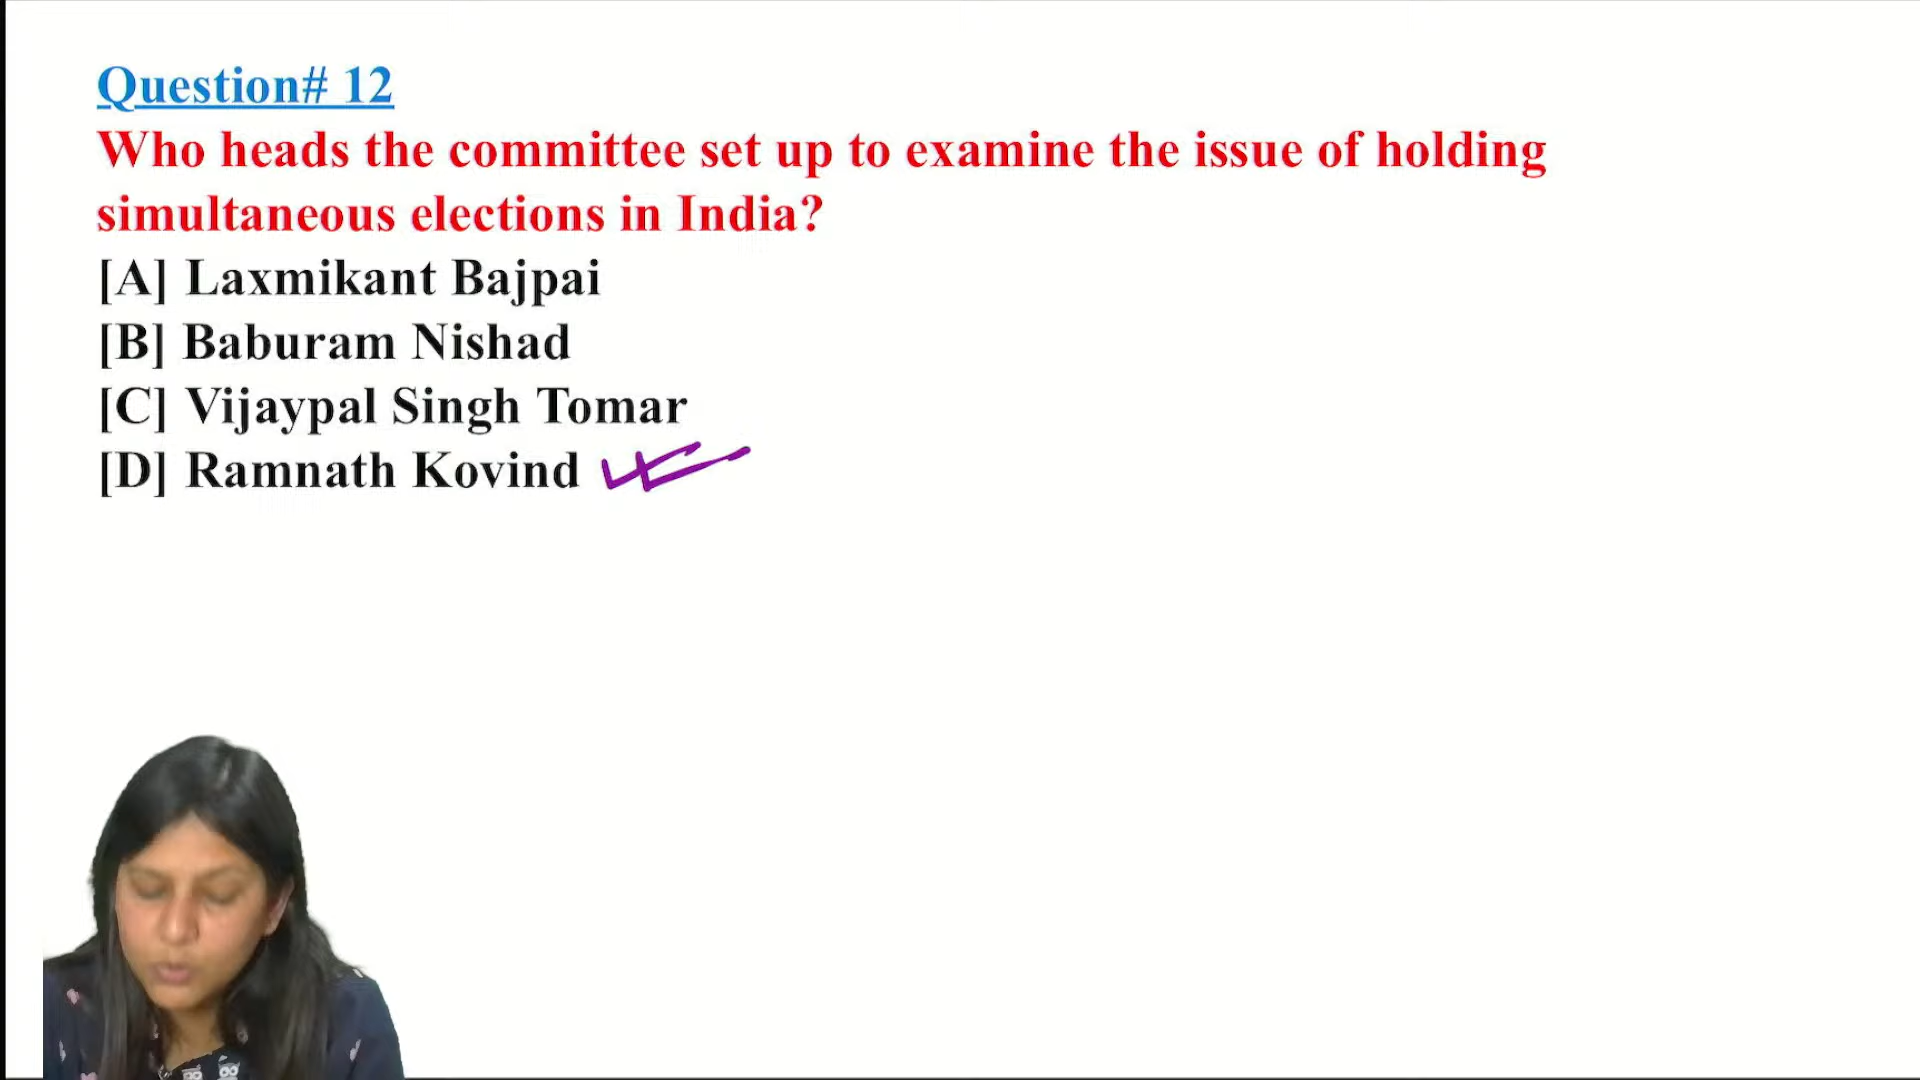 Question# 12
Who heads the committee set up to examine the issue of holding
simultaneous elections in India?
[A] Laxmikant Bajpai
[B] Baburam Nishad
[C] Vijaypal Singh Tomar
[D] Ramnath Kovind